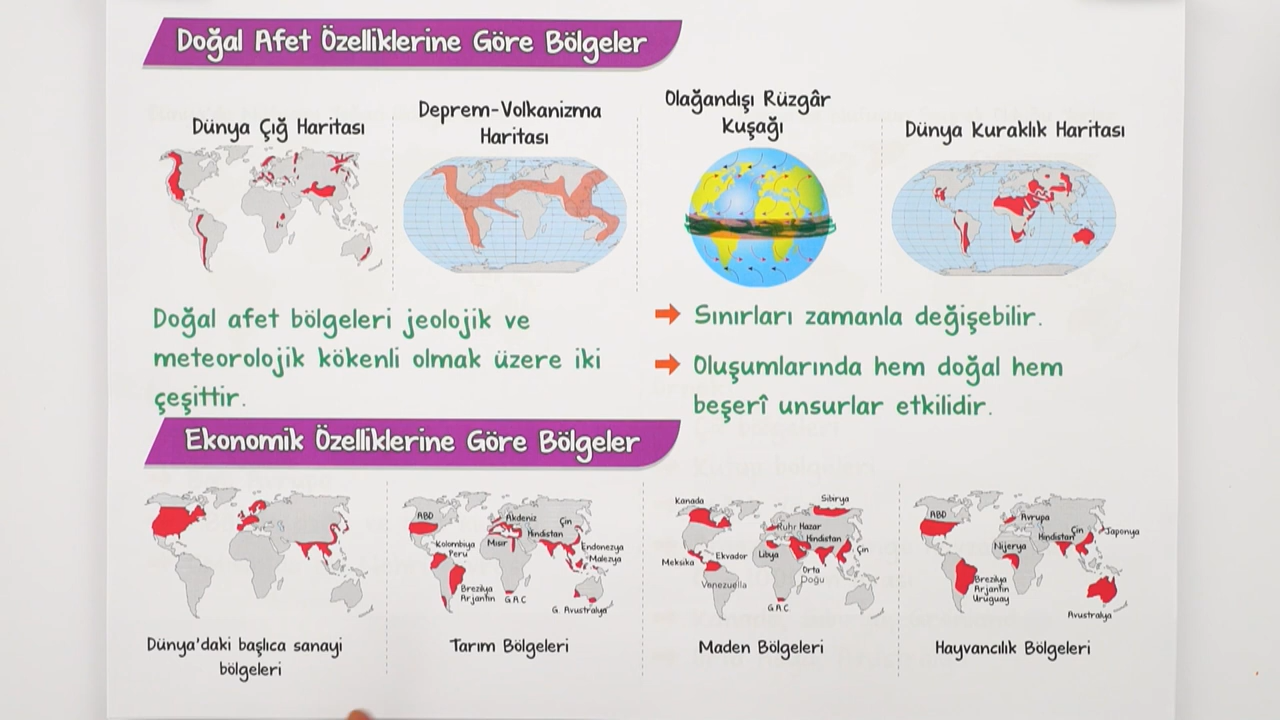 Doğal Afet Özelliklerine Göre Bölgeler
Dünya Çığ Haritası
Deprem-Volkanizma
Haritası
Olağandışı Rüzgâr
Kuşağı
Dünya Kuraklık Haritası
Doğal afet bölgeleri jeolojik ve
meteorolojik kökenli olmak üzere iki
çeşittir.
Sınırları zamanla değişebilir.
Oluşumlarında hem doğal hem
beşerî unsurlar etkilidir.
Ekonomik Özelliklerine Göre Bölgeler
Dünya'daki başlıca sanayi
bölgeleri
ABD
Akdeniz
Çin
Hindistan
Mısır
Kolombiya
Peru
Endonezya
Malezya
Brezilya
Arjantin
G.A.C
G. Avustralya
Tarım Bölgeleri
Kanada
Sibirya
Ruhr
Hazar
Hindistan
Çin
Meksika
Ekvador
Libya
Orta
Doğu
Venezuella
G.A.C
Maden Bölgeleri
ABD
Avrupa
Çin
Japonya
Hindistan
Nijerya
Brezilya
Arjantin
Uruguay
Avustralya
Hayvancılık Bölgeleri